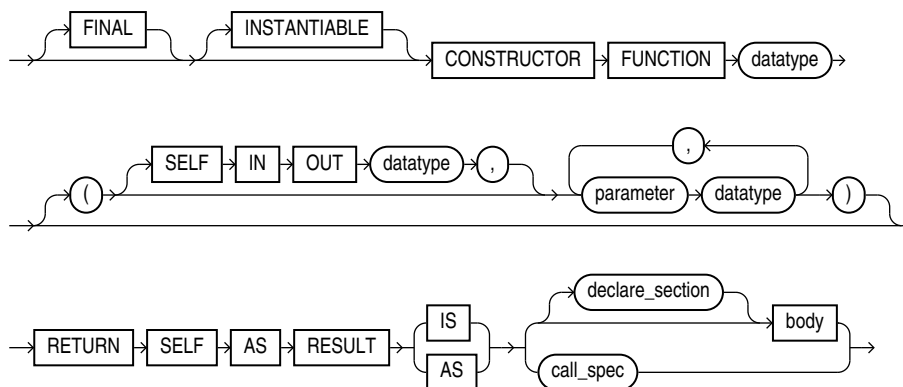 FINAL INSTANTIABLE
CONSTRUCTOR FUNCTION datatype
,
SELF IN OUT datatype ,
( parameter datatype )
declare_section
IS body
RETURN SELF AS RESULT
AS call_spec